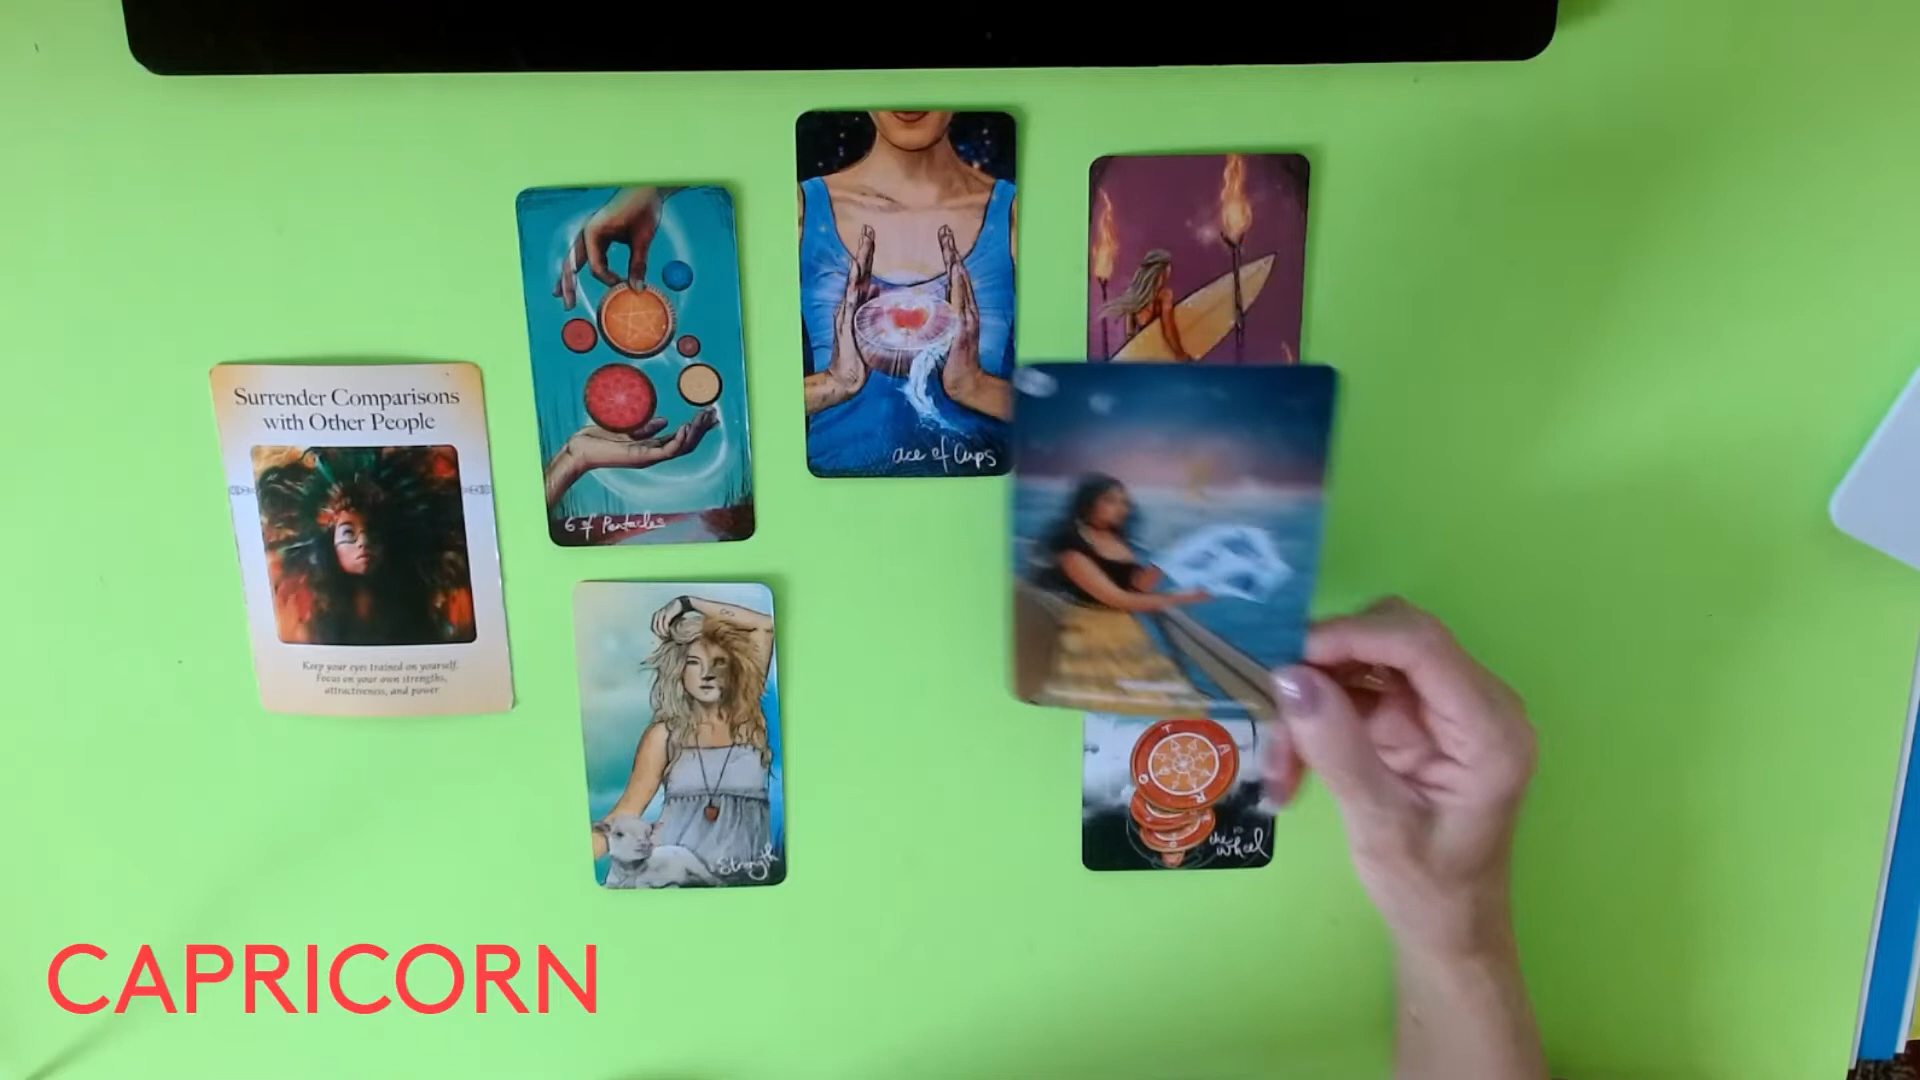 Surrender Comparisons
with Other People
Keep your eyes trained on yourself.
Focus on your own strengths,
attractiveness, and power
6 of Pentacles
ace of Cups
Strength
T A R O
10
the Wheel
CAPRICORN